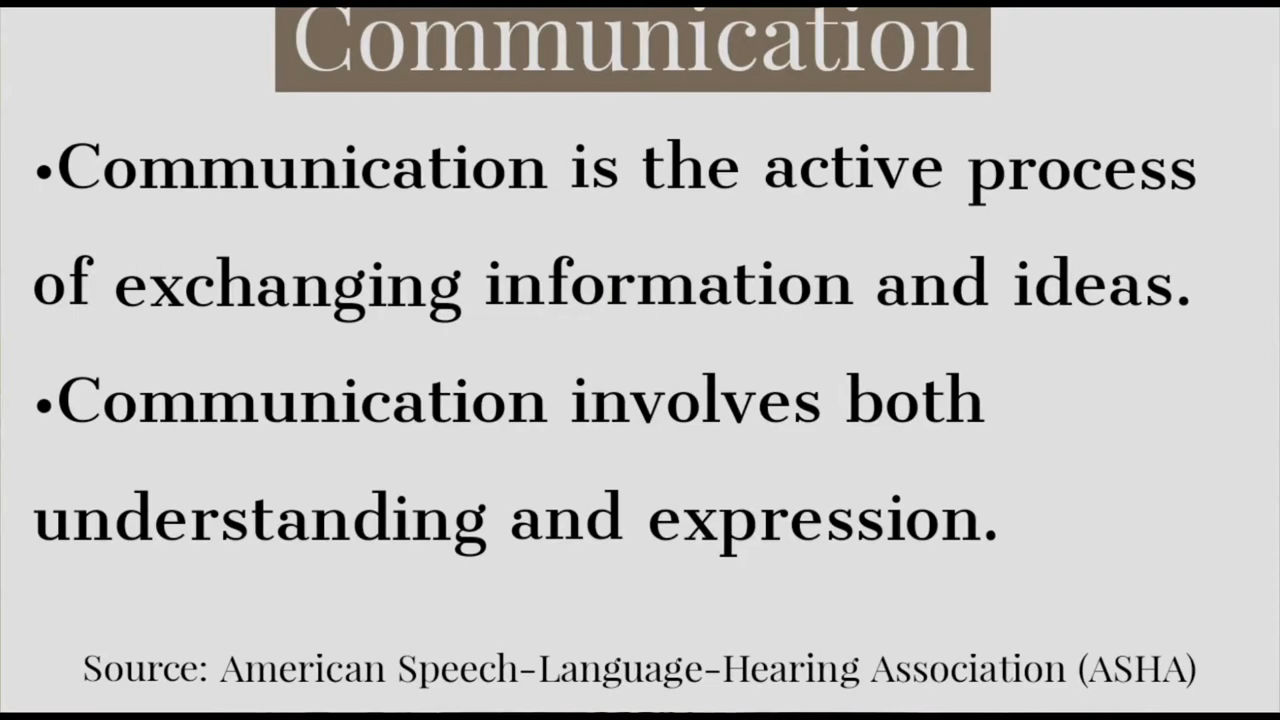 Communication
•Communication is the active process
of exchanging information and ideas.
•Communication involves both
understanding and expression.
Source: American Speech-Language-Hearing Association (ASHA)